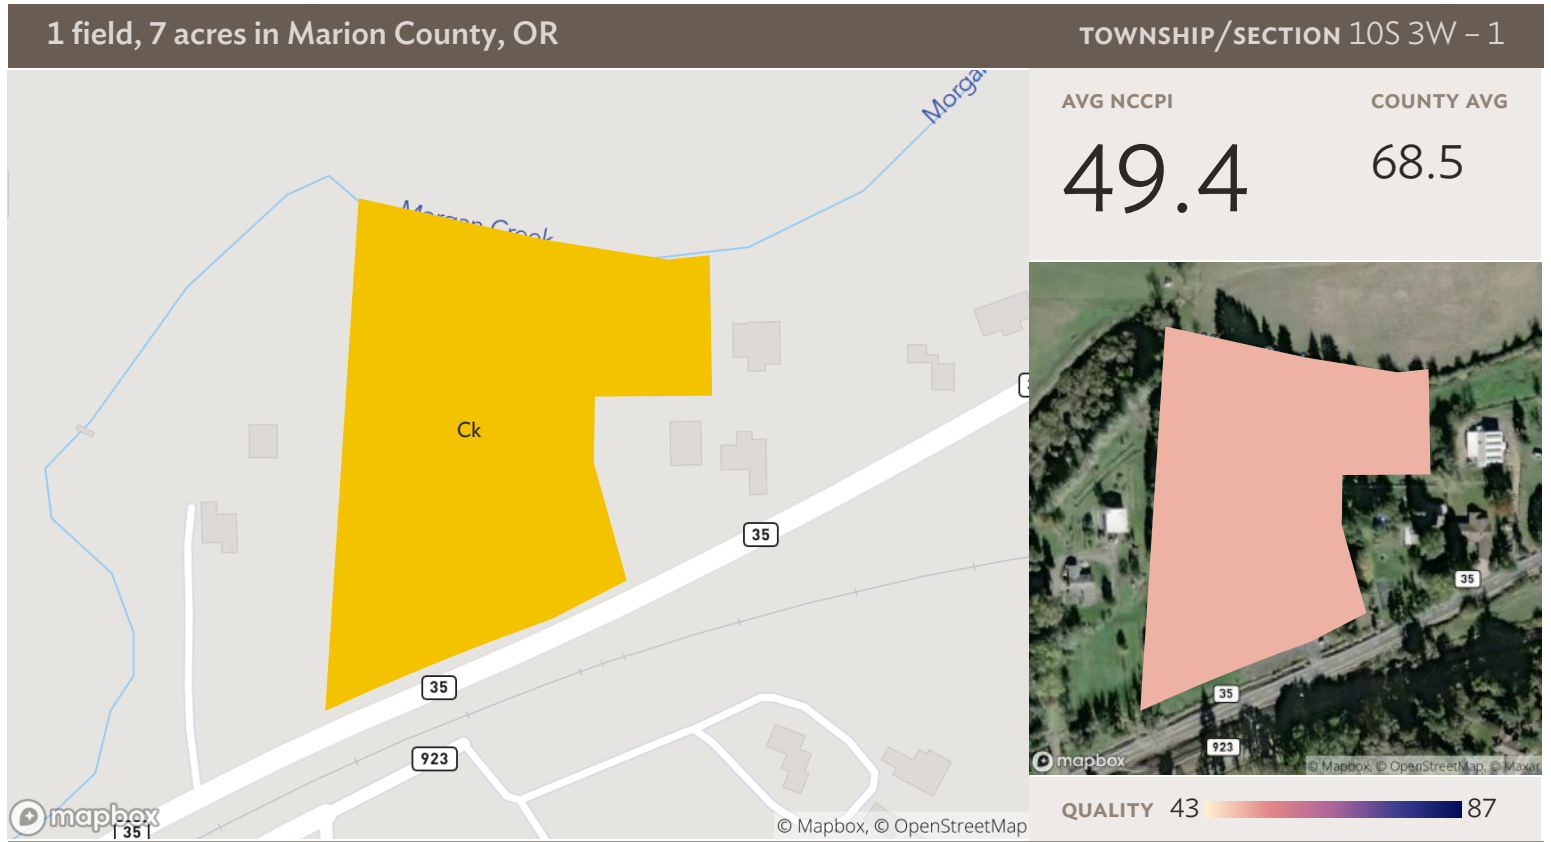 1 field, 7 acres in Marion County, OR
TOWNSHIP/SECTION 10S 3W – 1
AVG NCCPI
COUNTY AVG
49.4
68.5
Morgan Creek
Ck
35
35
923
35
mapbox
© Mapbox, © OpenStreetMap
35
35
923
mapbox
© Mapbox, © OpenStreetMap, © Maxar
QUALITY 43 87